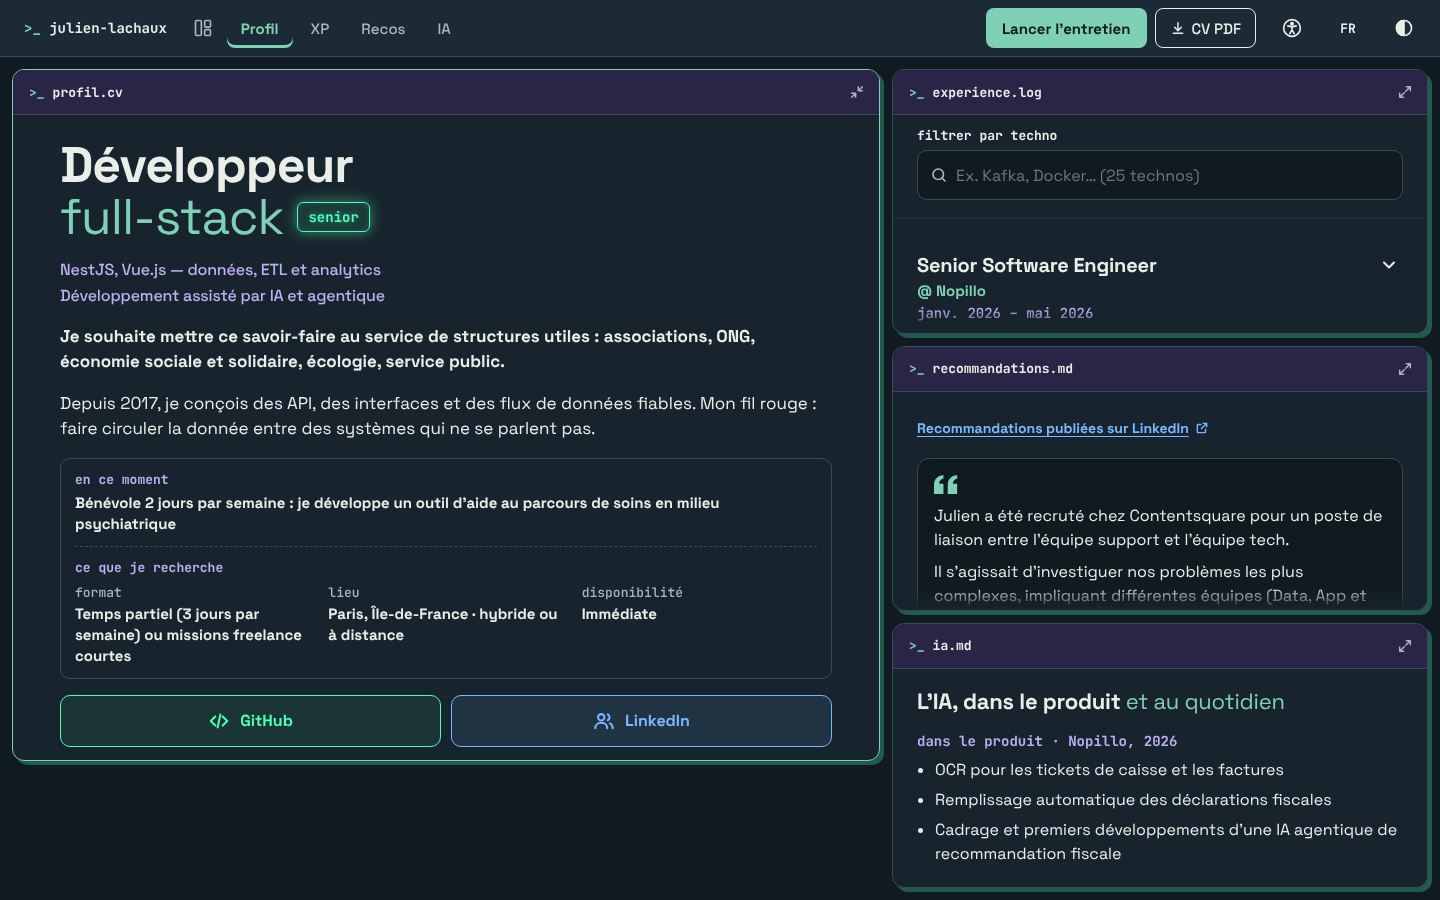 >_ julien-lachaux
Profil
XP
Recos
IA
Lancer l'entretien
CV PDF
FR
>_ profil.cv
Développeur
full-stack senior
NestJS, Vue.js — données, ETL et analytics
Développement assisté par IA et agentique
Je souhaite mettre ce savoir-faire au service de structures utiles : associations, ONG,
économie sociale et solidaire, écologie, service public.
Depuis 2017, je conçois des API, des interfaces et des flux de données fiables. Mon fil rouge :
faire circuler la donnée entre des systèmes qui ne se parlent pas.
en ce moment
Bénévole 2 jours par semaine : je développe un outil d'aide au parcours de soins en milieu
psychiatrique
ce que je recherche
format
Temps partiel (3 jours par
semaine) ou missions freelance
courtes
lieu
Paris, Île-de-France · hybride ou
à distance
disponibilité
Immédiate
GitHub
LinkedIn
>_ experience.log
filtrer par techno
Ex. Kafka, Docker… (25 technos)
Senior Software Engineer
@ Nopillo
janv. 2026 – mai 2026
>_ recommandations.md
Recommandations publiées sur LinkedIn
Julien a été recruté chez Contentsquare pour un poste de
liaison entre l'équipe support et l'équipe tech.
Il s'agissait d'investiguer nos problèmes les plus
complexes, impliquant différentes équipes (Data, App et
>_ ia.md
L'IA, dans le produit et au quotidien
dans le produit · Nopillo, 2026
• OCR pour les tickets de caisse et les factures
• Remplissage automatique des déclarations fiscales
• Cadrage et premiers développements d'une IA agentique de
recommandation fiscale